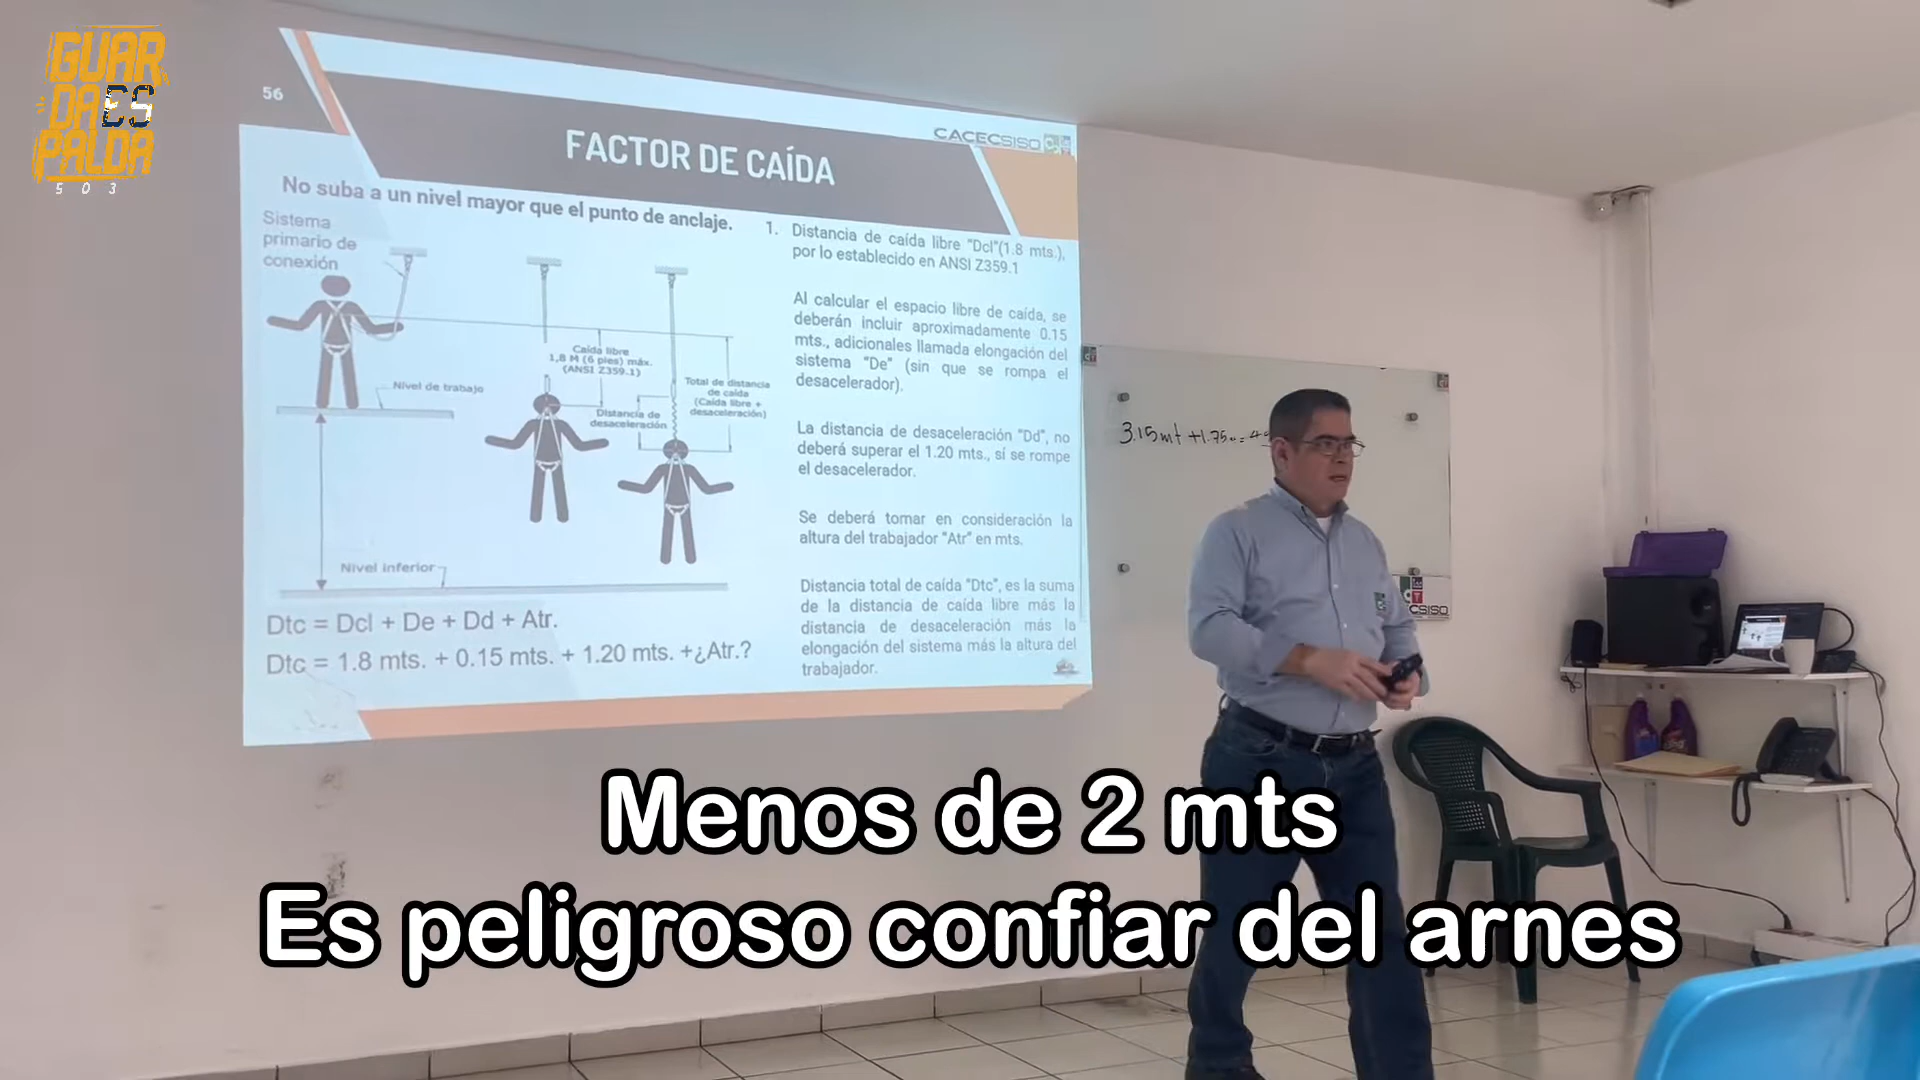 GUAR
DAES
PALDA
503
56
FACTOR DE CAÍDA
CACECSISO
No suba a un nivel mayor que el punto de anclaje.
Sistema
primario de
conexión
Caída libre
1,8 M (6 pies) máx.
(ANSI Z359.1)
Nivel de trabajo
Distancia de
desaceleración
Total de distancia
de caída
(Caída libre +
desaceleración)
Nivel inferior
Dtc = Dcl + De + Dd + Atr.
Dtc = 1.8 mts. + 0.15 mts. + 1.20 mts. +¿Atr.?
1. Distancia de caída libre "Dcl"(1.8 mts.),
por lo establecido en ANSI Z359.1
Al calcular el espacio libre de caída, se
deberán incluir aproximadamente 0.15
mts., adicionales llamada elongación del
sistema "De" (sin que se rompa el
desacelerador).
La distancia de desaceleración "Dd", no
deberá superar el 1.20 mts., sí se rompe
el desacelerador.
Se deberá tomar en consideración la
altura del trabajador "Atr" en mts.
Distancia total de caída "Dtc", es la suma
de la distancia de caída libre más la
distancia de desaceleración más la
elongación del sistema más la altura del
trabajador.
3.15mt +1.75
CSISO
Menos de 2 mts
Es peligroso confiar del arnes